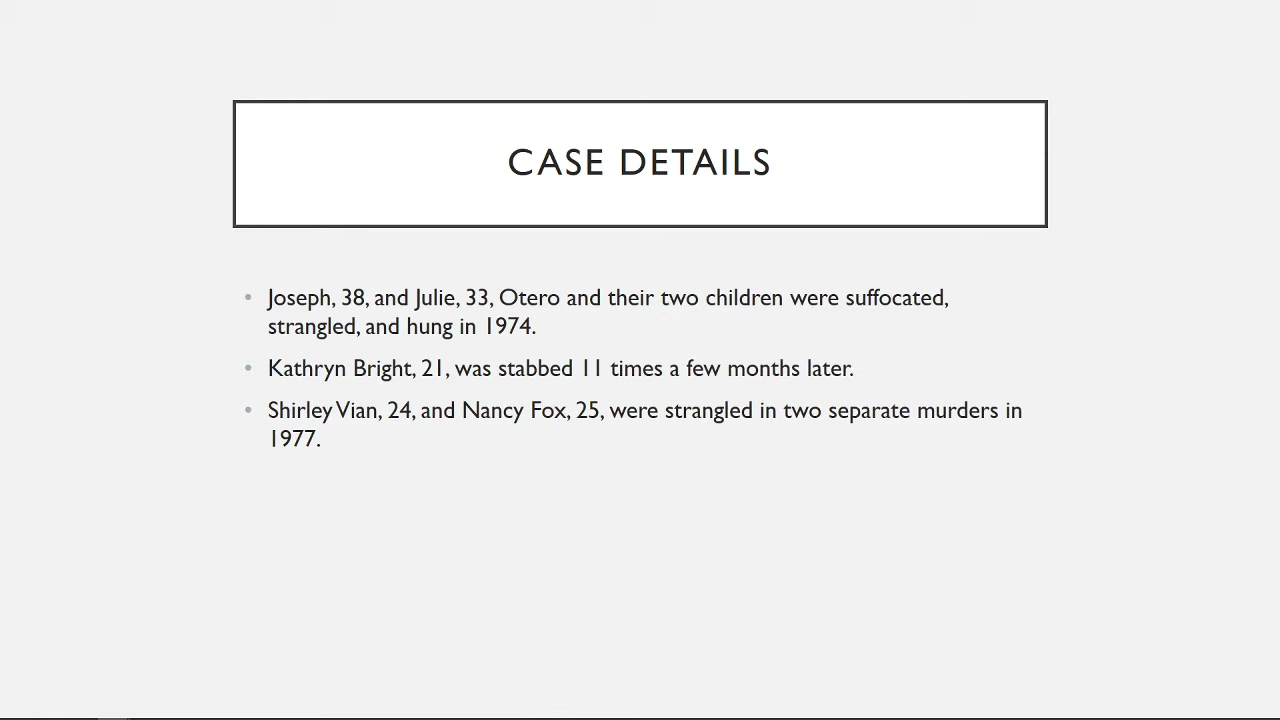 CASE DETAILS
• Joseph, 38, and Julie, 33, Otero and their two children were suffocated,
strangled, and hung in 1974.
• Kathryn Bright, 21, was stabbed 11 times a few months later.
• Shirley Vian, 24, and Nancy Fox, 25, were strangled in two separate murders in
1977.